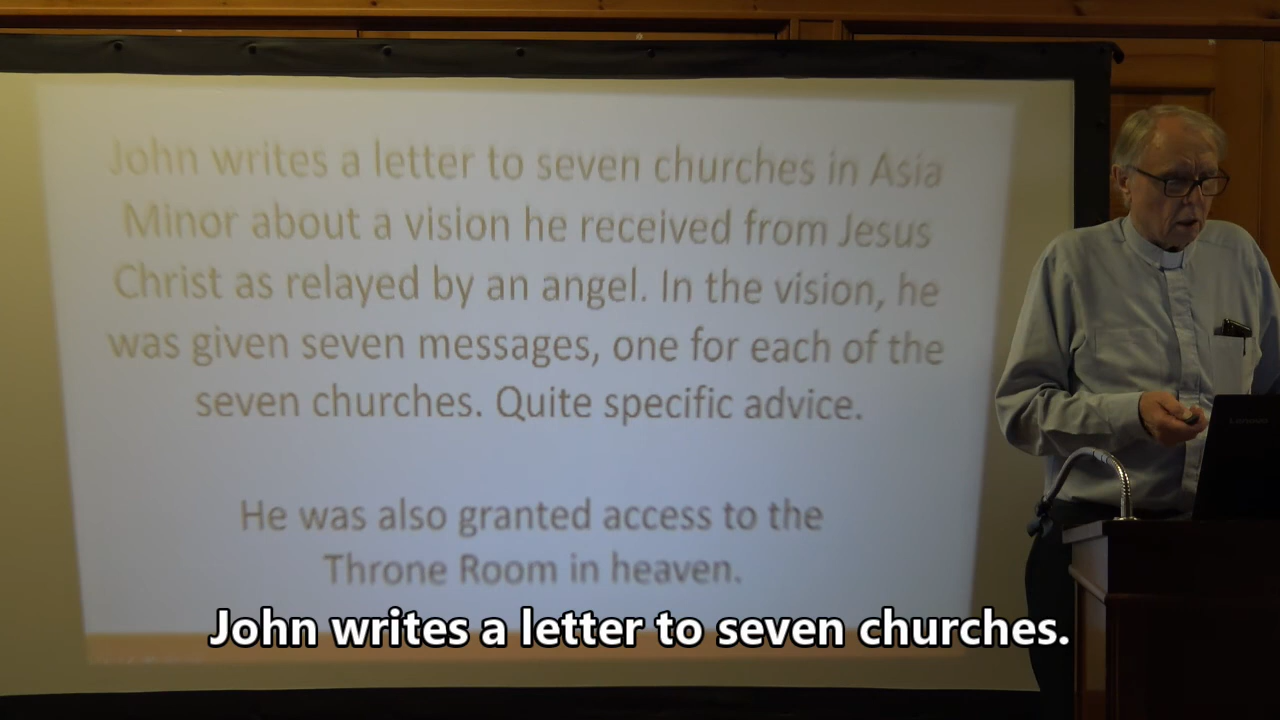 John writes a letter to seven churches in Asia
Minor about a vision he received from Jesus
Christ as relayed by an angel. In the vision, he
was given seven messages, one for each of the
seven churches. Quite specific advice.
He was also granted access to the
Throne Room in heaven.
John writes a letter to seven churches.